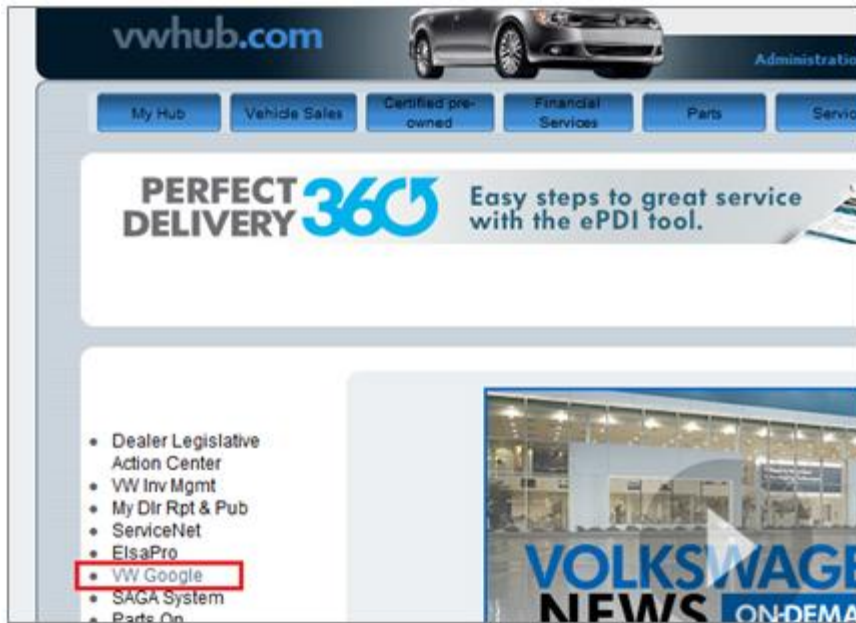 vwhub.com
Administratio
My Hub
Vehicle Sales
Certified pre-
owned
Financial
Services
Parts
Servic
PERFECT
DELIVERY
360
Easy steps to great service
with the ePDI tool.
Dealer Legislative
Action Center
VW Inv Mgmt
My Dlr Rpt & Pub
ServiceNet
ElsaPro
VW Google
SAGA System
Parts On
VOLKSWAGE
NEWS ON-DEMA